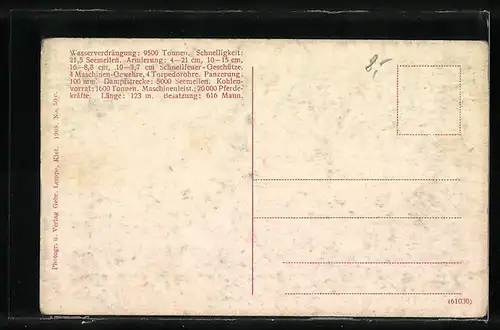 Wasserverdrängung: 9500 Tonnen. Schnelligkeit:
21,5 Seemeilen. Armierung: 4—21 cm, 10—15 cm,
16—8,8 cm, 10—3,7 cm Schnellfeuer-Geschütze,
4 Maschinen-Gewehre, 4 Torpedorohre. Panzerung:
100 mm. Dampfstrecke: 5000 Seemeilen. Kohlen-
vorrat: 1600 Tonnen. Maschinenleist.: 20000 Pferde-
kräfte. Länge: 123 m. Besatzung: 616 Mann.
Photogr. u. Verlag Gebr. Lempe, Kiel. 1905. No.
8,-
(61030)